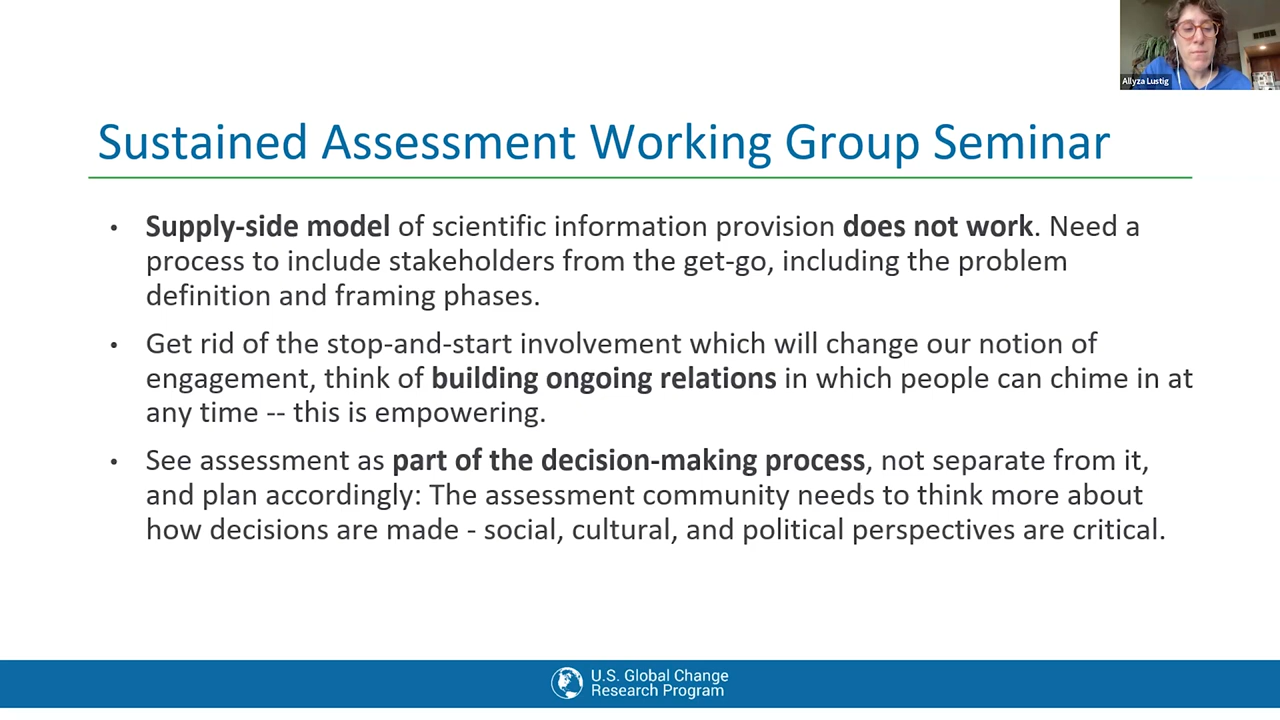 Allyza Lustig
Sustained Assessment Working Group Seminar
• Supply-side model of scientific information provision does not work. Need a
process to include stakeholders from the get-go, including the problem
definition and framing phases.
• Get rid of the stop-and-start involvement which will change our notion of
engagement, think of building ongoing relations in which people can chime in at
any time -- this is empowering.
• See assessment as part of the decision-making process, not separate from it,
and plan accordingly: The assessment community needs to think more about
how decisions are made - social, cultural, and political perspectives are critical.
U.S. Global Change
Research Program